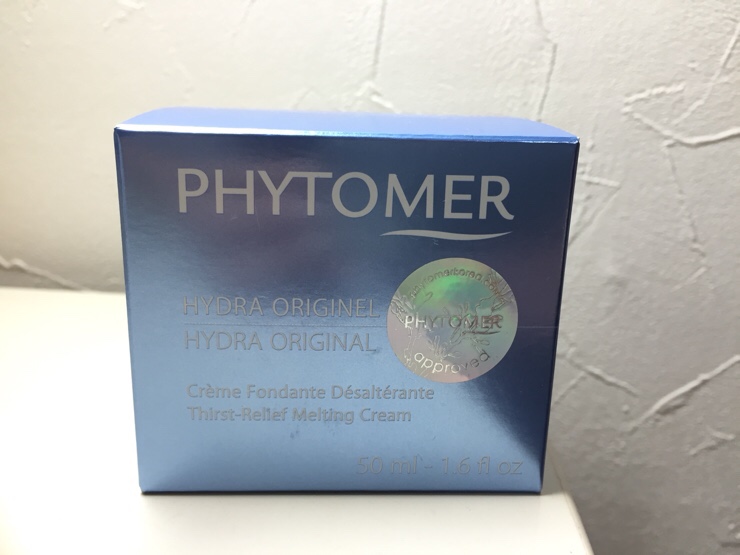 PHYTOMER
HYDRA ORIGINEL
HYDRA ORIGINAL
PHYTOMER
approved
Crème Fondante Désaltérante
Thirst-Relief Melting Cream
50 ml - 1.6 fl oz